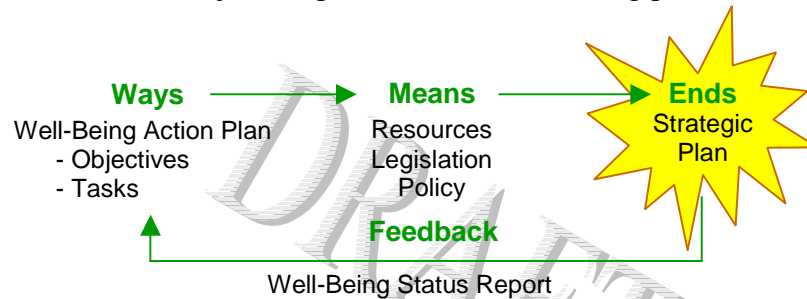 Ways Means Ends
Well-Being Action Plan Resources Strategic
- Objectives Legislation Plan
- Tasks Policy
Feedback
Well-Being Status Report
DRAFT